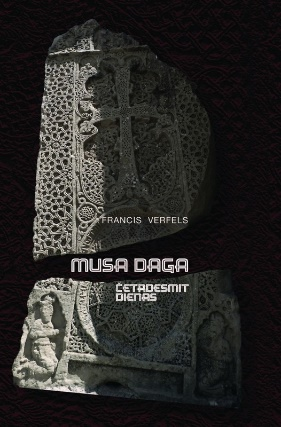 FRANCIS VERFELS
MUSA DAGA
ČETRDESMIT
DIENAS